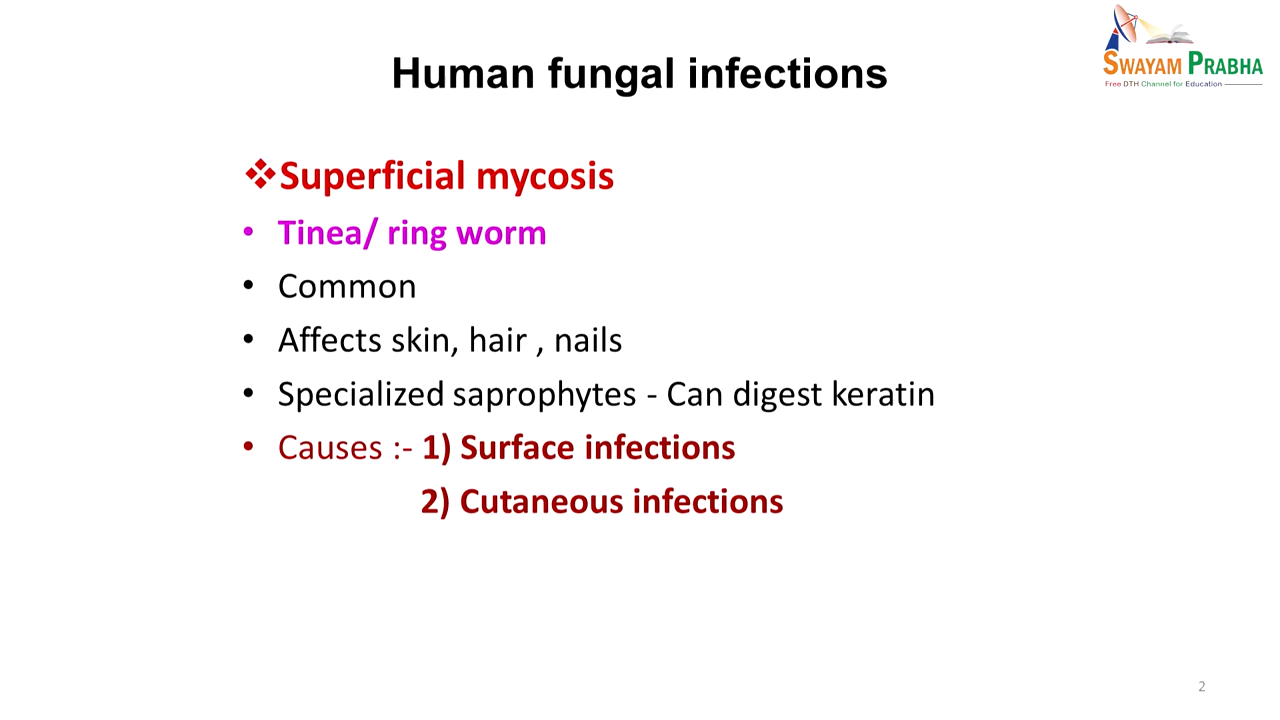 Human fungal infections
SWAYAM PRABHA
Free DTH Channel for Education
❖Superficial mycosis
• Tinea/ ring worm
• Common
• Affects skin, hair , nails
• Specialized saprophytes - Can digest keratin
• Causes :- 1) Surface infections
2) Cutaneous infections
2